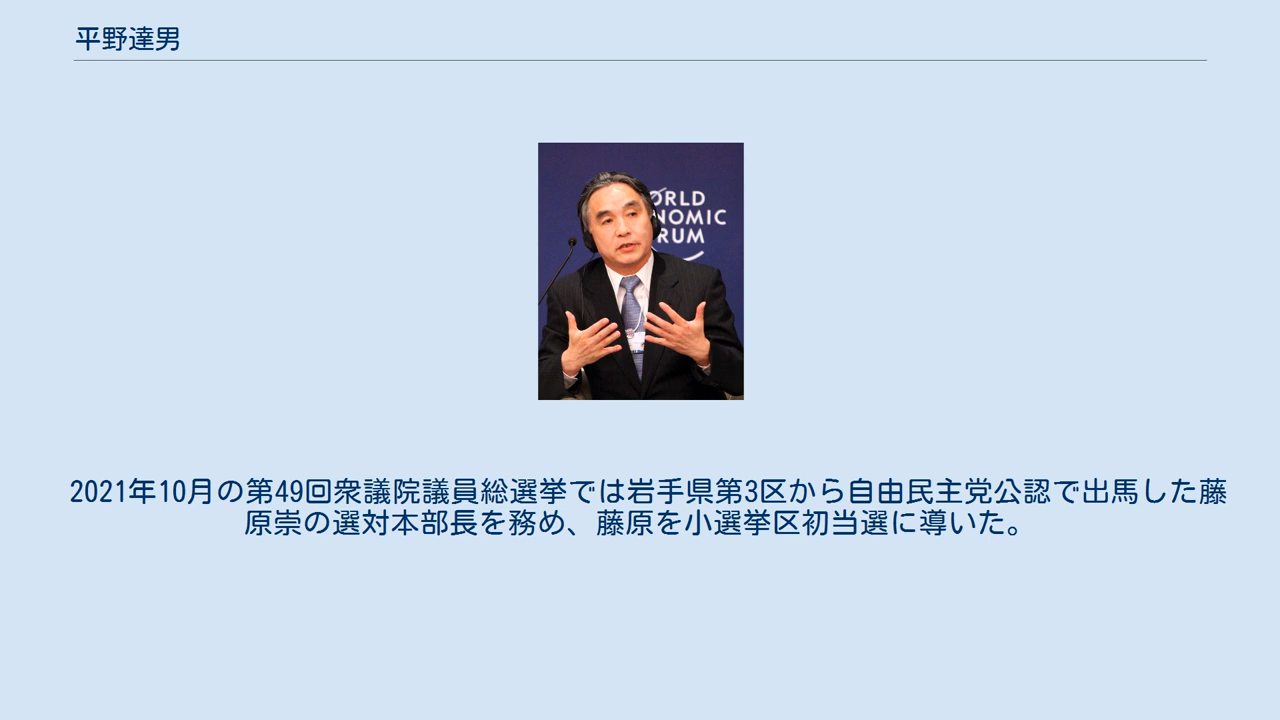 平野達男
ORLD
NOMIC
RUM
2021年10月の第49回衆議院議員総選挙では岩手県第3区から自由民主党公認で出馬した藤
原崇の選対本部長を務め、藤原を小選挙区初当選に導いた。